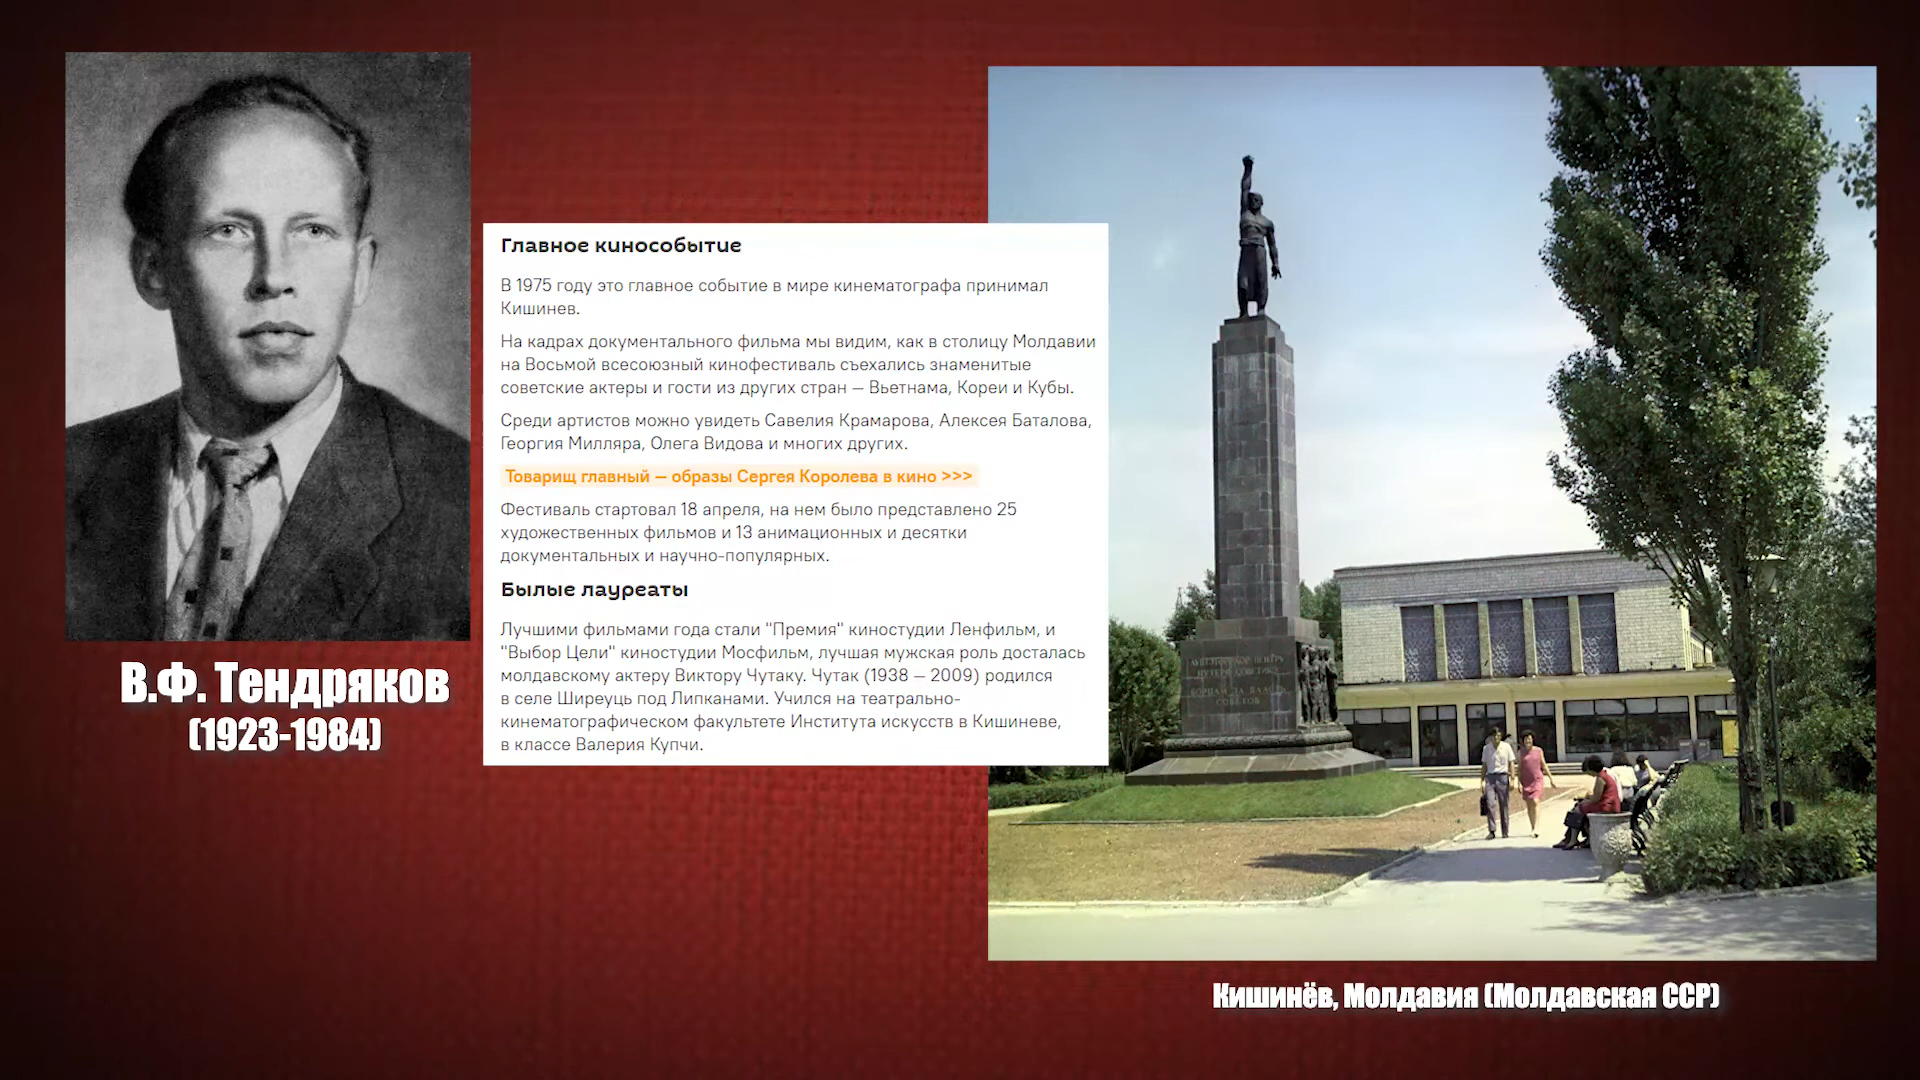 В.Ф. Тендряков
(1923-1984)
Главное кинособытие
В 1975 году это главное событие в мире кинематографа принимал
Кишинев.
На кадрах документального фильма мы видим, как в столицу Молдавии
на Восьмой всесоюзный кинофестиваль съехались знаменитые
советские актеры и гости из других стран — Вьетнама, Кореи и Кубы.
Среди артистов можно увидеть Савелия Крамарова, Алексея Баталова,
Георгия Милляра, Олега Видова и многих других.
Товарищ главный — образы Сергея Королева в кино >>>
Фестиваль стартовал 18 апреля, на нем было представлено 25
художественных фильмов и 13 анимационных и десятки
документальных и научно-популярных.
Былые лауреаты
Лучшими фильмами года стали "Премия" киностудии Ленфильм, и
"Выбор Цели" киностудии Мосфильм, лучшая мужская роль досталась
молдавскому актеру Виктору Чутаку. Чутак (1938 — 2009) родился
в селе Ширеуць под Липканами. Учился на театрально-
кинематографическом факультете Института искусств в Кишиневе,
в классе Валерия Купчи.
БОРЦАМ ЗА ВЛАСТЬ
СОВЕТОВ
Кишинёв, Молдавия (Молдавская ССР)